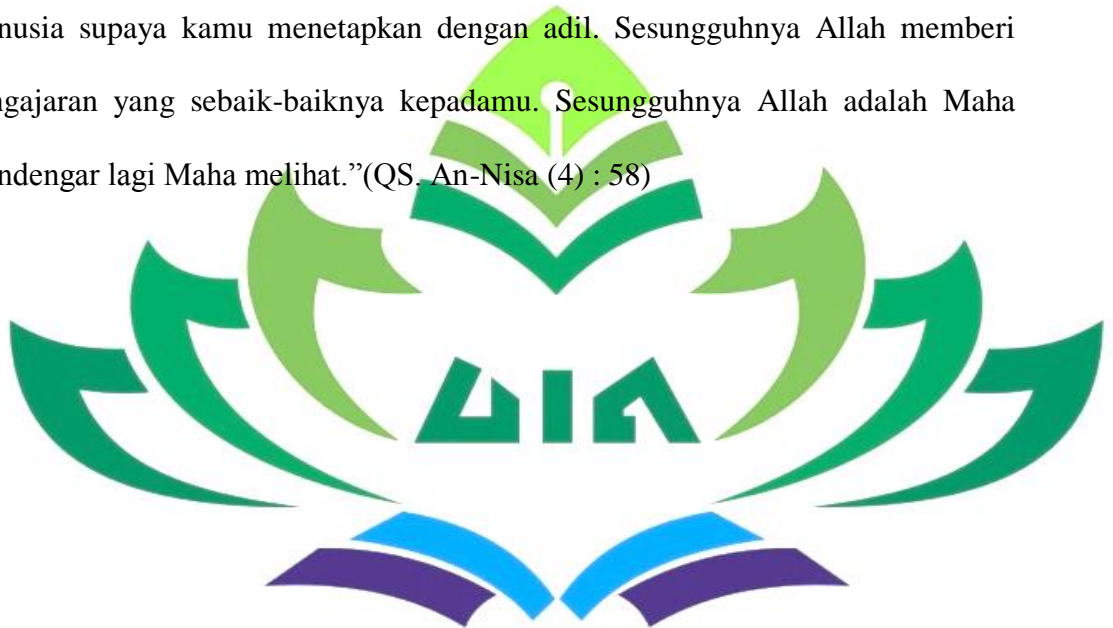 nusia supaya kamu menetapkan dengan adil. Sesungguhnya Allah memberi
ngajaran yang sebaik-baiknya kepadamu. Sesungguhnya Allah adalah Maha
ndengar lagi Maha melihat.”(QS. An-Nisa (4) : 58)
UIN